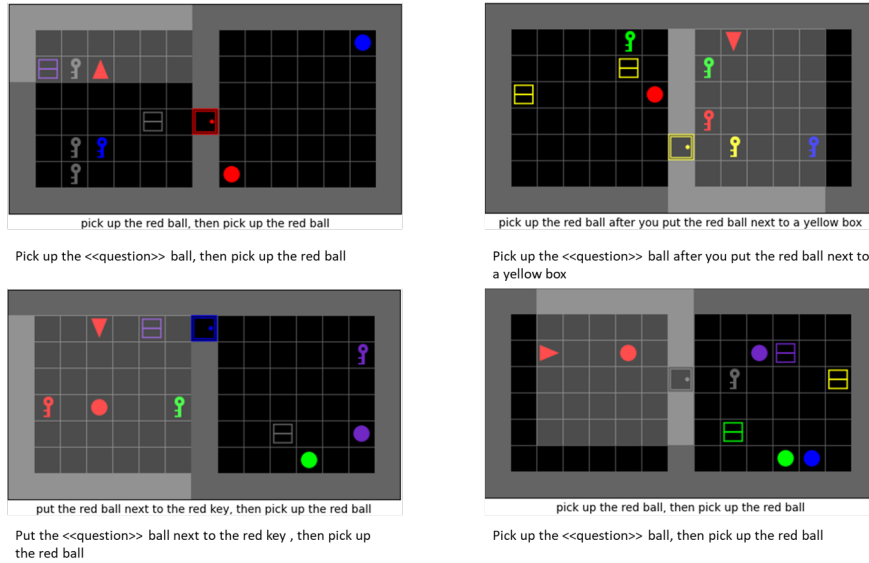 pick up the red ball, then pick up the red ball
pick up the red ball after you put the red ball next to a yellow box
Pick up the <<question>> ball, then pick up the red ball
Pick up the <<question>> ball after you put the red ball next to
a yellow box
put the red ball next to the red key, then pick up the red ball
pick up the red ball, then pick up the red ball
Put the <<question>> ball next to the red key , then pick up
the red ball
Pick up the <<question>> ball, then pick up the red ball